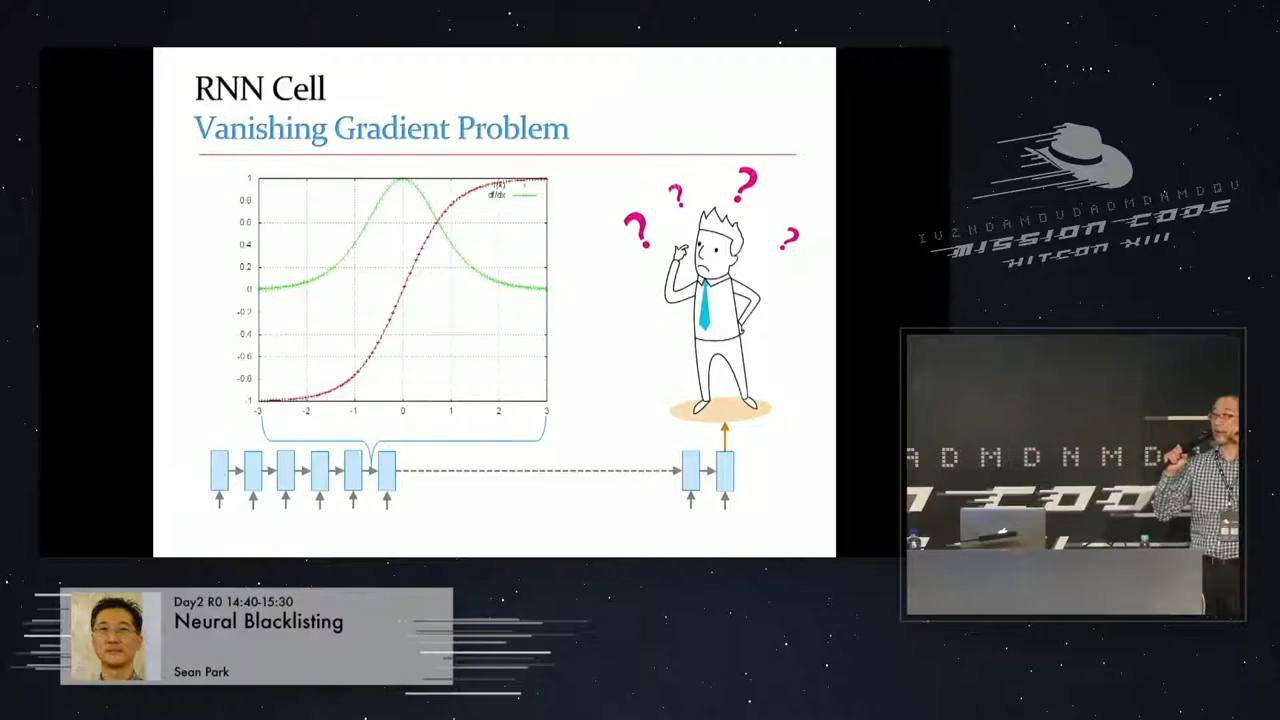 RNN Cell
Vanishing Gradient Problem
1
0.8
0.6
0.4
0.2
0
-0.2
-0.4
-0.6
-0.8
-1
-3
-2
-1
0
1
2
3
f(x)
df/dx
?
?
?
?
MISSION CODE
HITCON XIII
A D M D N M D
Day2 R0 14:40-15:30
Neural Blacklisting
Sean Park